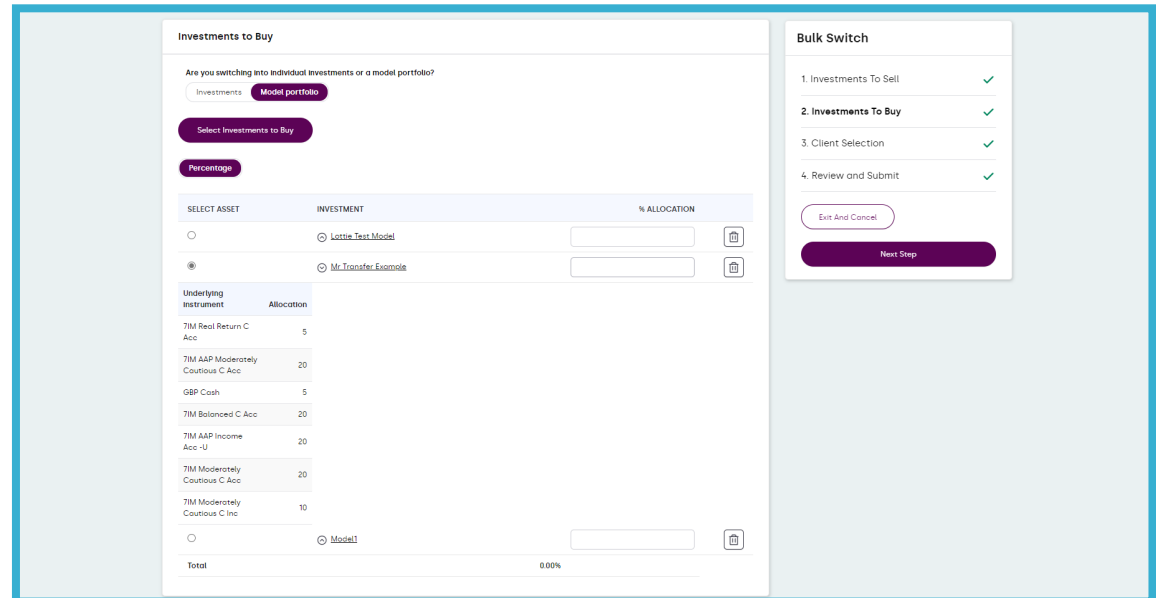 Investments to Buy
Are you switching into individual investments or a model portfolio?
Investments Model portfolio
Select Investments to Buy
Percentage
SELECT ASSET INVESTMENT % ALLOCATION
Lottie Test Model
Mr Transfer Example
Underlying
instrument Allocation
7IM Real Return C
Acc 5
7IM AAP Moderately
Cautious C Acc 20
GBP Cash 5
7IM Balanced C Acc 20
7IM AAP Income
Acc -U 20
7IM Moderately
Cautious C Acc 20
7IM Moderately
Cautious C Inc 10
Model1
Total 0.00%
Bulk Switch
1. Investments To Sell
2. Investments To Buy
3. Client Selection
4. Review and Submit
Exit And Cancel
Next Step